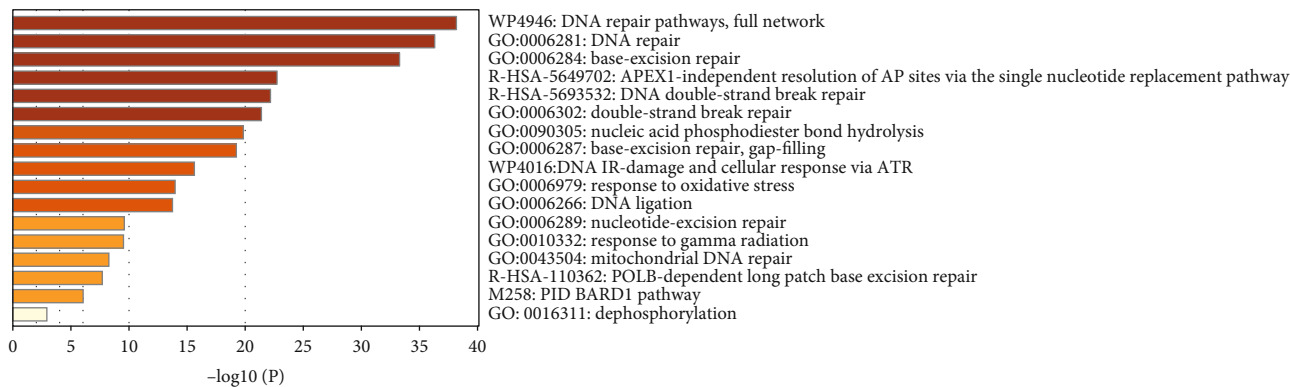 WP4946: DNA repair pathways, full network
GO:0006281: DNA repair
GO:0006284: base-excision repair
R-HSA-5649702: APEX1-independent resolution of AP sites via the single nucleotide replacement pathway
R-HSA-5693532: DNA double-strand break repair
GO:0006302: double-strand break repair
GO:0090305: nucleic acid phosphodiester bond hydrolysis
GO:0006287: base-excision repair, gap-filling
WP4016:DNA IR-damage and cellular response via ATR
GO:0006979: response to oxidative stress
GO:0006266: DNA ligation
GO:0006289: nucleotide-excision repair
GO:0010332: response to gamma radiation
GO:0043504: mitochondrial DNA repair
R-HSA-110362: POLB-dependent long patch base excision repair
M258: PID BARD1 pathway
GO: 0016311: dephosphorylation
0 5 10 15 20 25 30 35 40
–log10 (P)